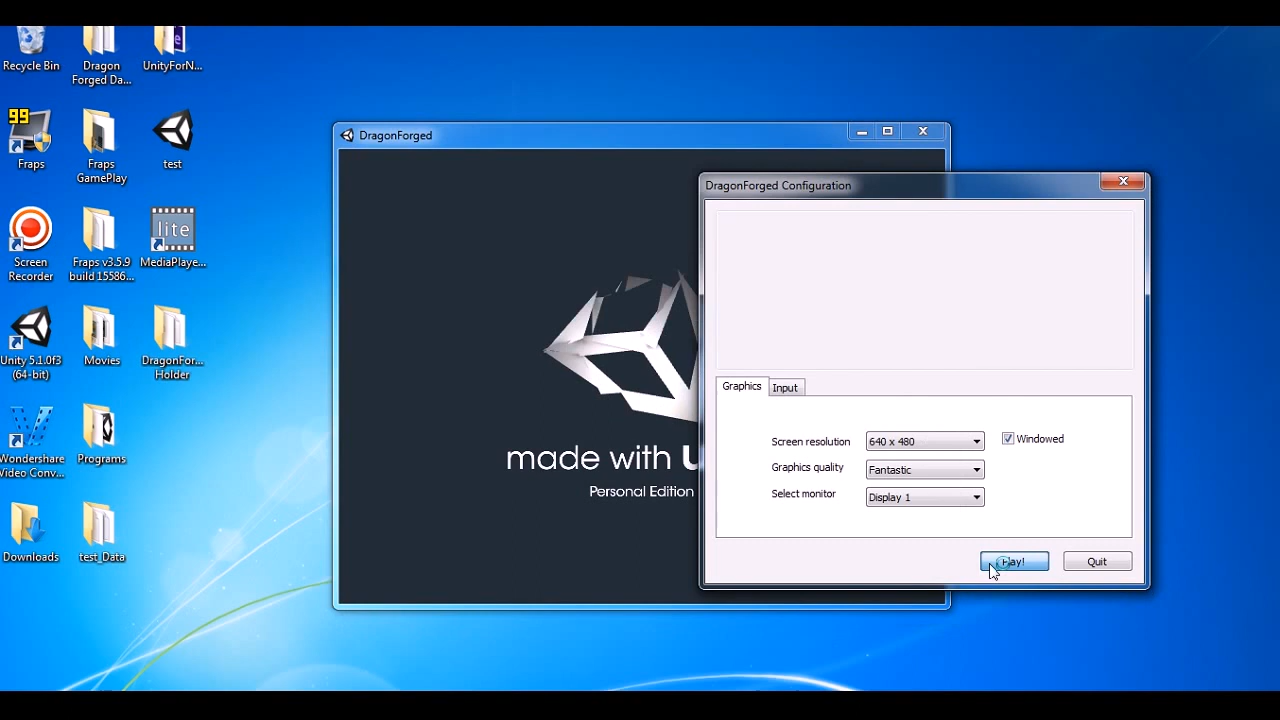 Recycle Bin
Dragon
Forged Da...
UnityForN...
99
Fraps
Fraps
GamePlay
test
Screen
Recorder
Fraps v3.5.9
build 15586...
lite
MediaPlaye...
Unity 5.1.0f3
(64-bit)
Movies
DragonFor...
Holder
Wondershare
Video Conv...
Programs
Downloads
test_Data
DragonForged
made with U
Personal Edition
DragonForged Configuration
Graphics
Input
Screen resolution
640 x 480
Windowed
Graphics quality
Fantastic
Select monitor
Display 1
Play!
Quit